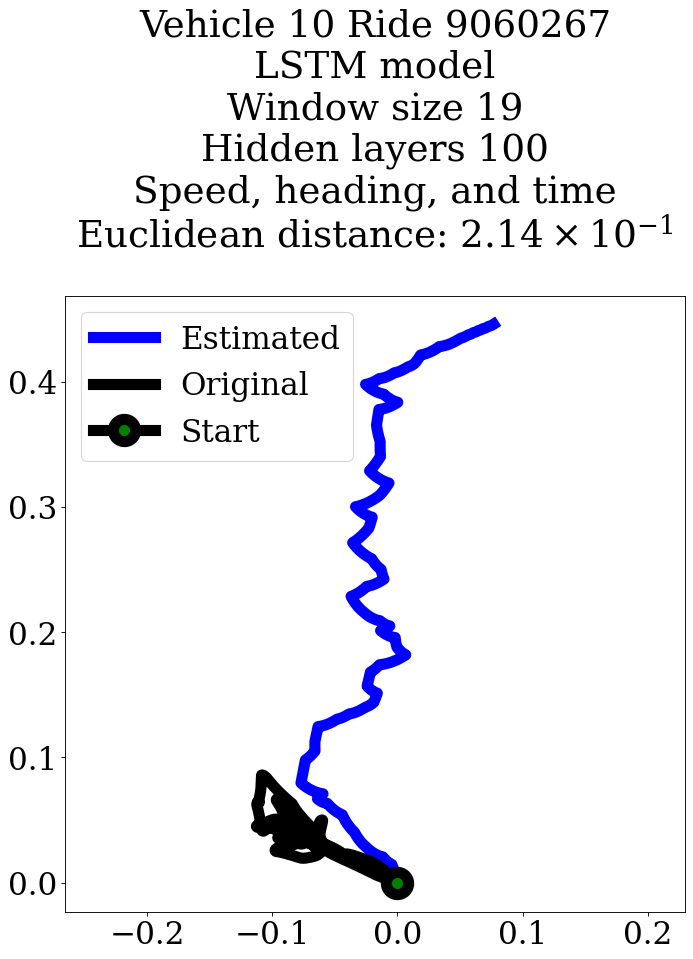 Vehicle 10 Ride 9060267
LSTM model
Window size 19
Hidden layers 100
Speed, heading, and time
Euclidean distance: 2.14 × 10⁻¹
Estimated
Original
Start
0.4
0.3
0.2
0.1
0.0
−0.2
−0.1
0.0
0.1
0.2